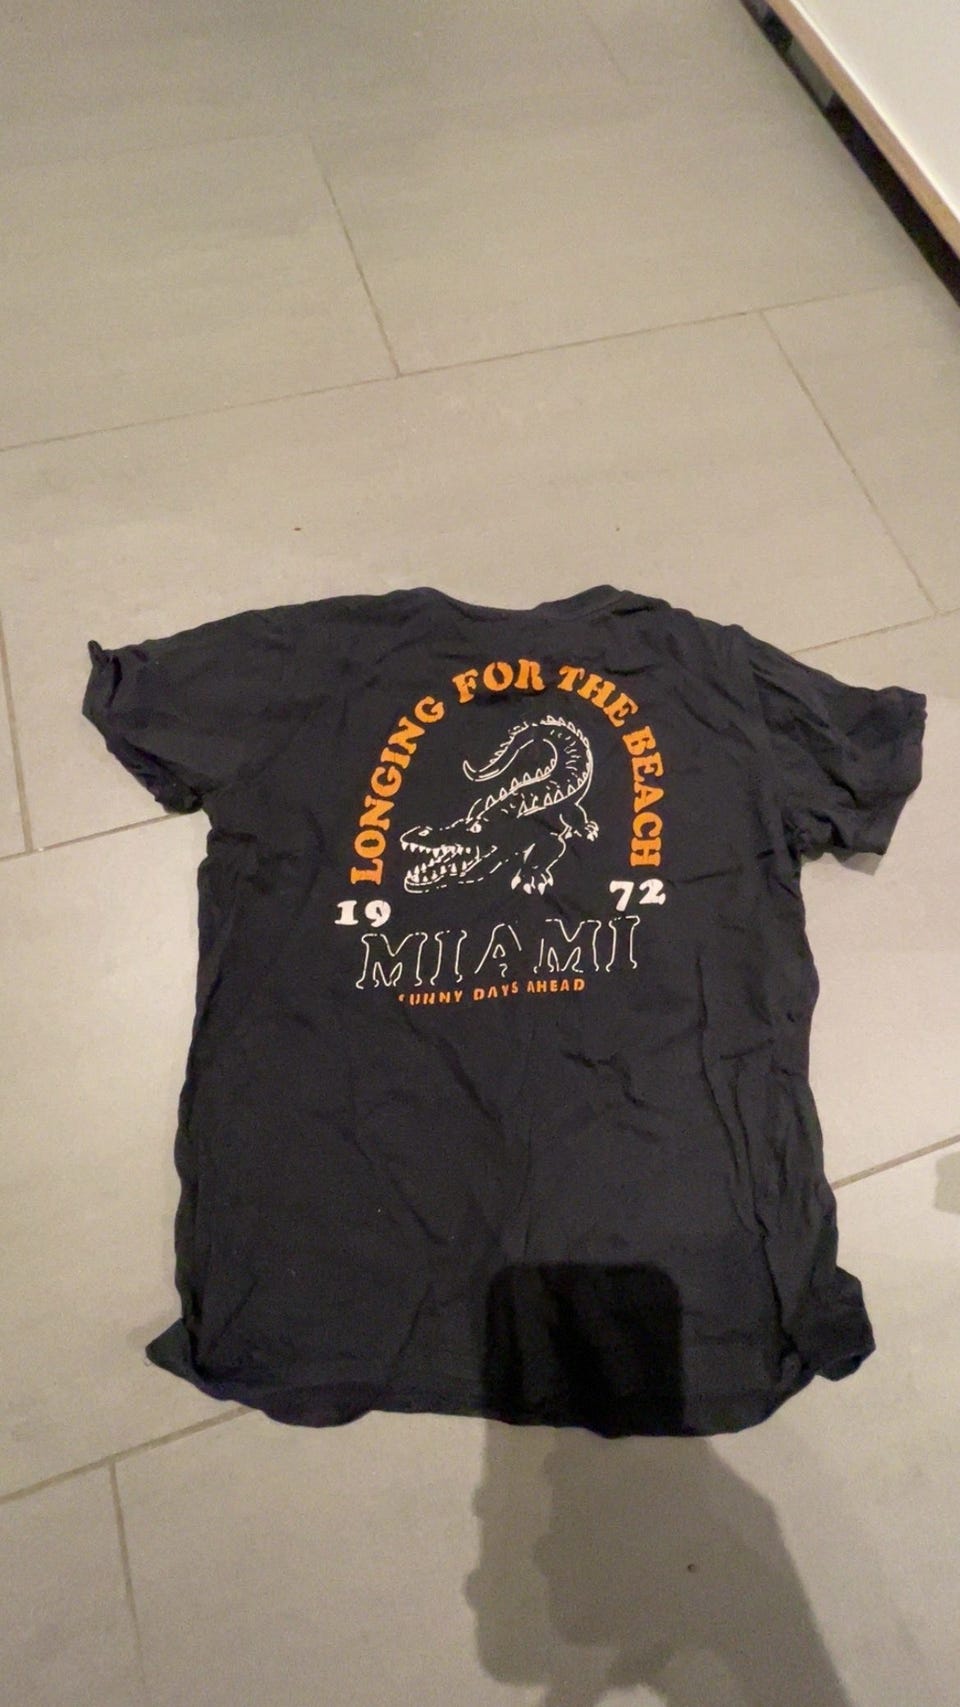 LONGING FOR THE BEACH
19 72
MIAMI
SUNNY DAYS AHEAD